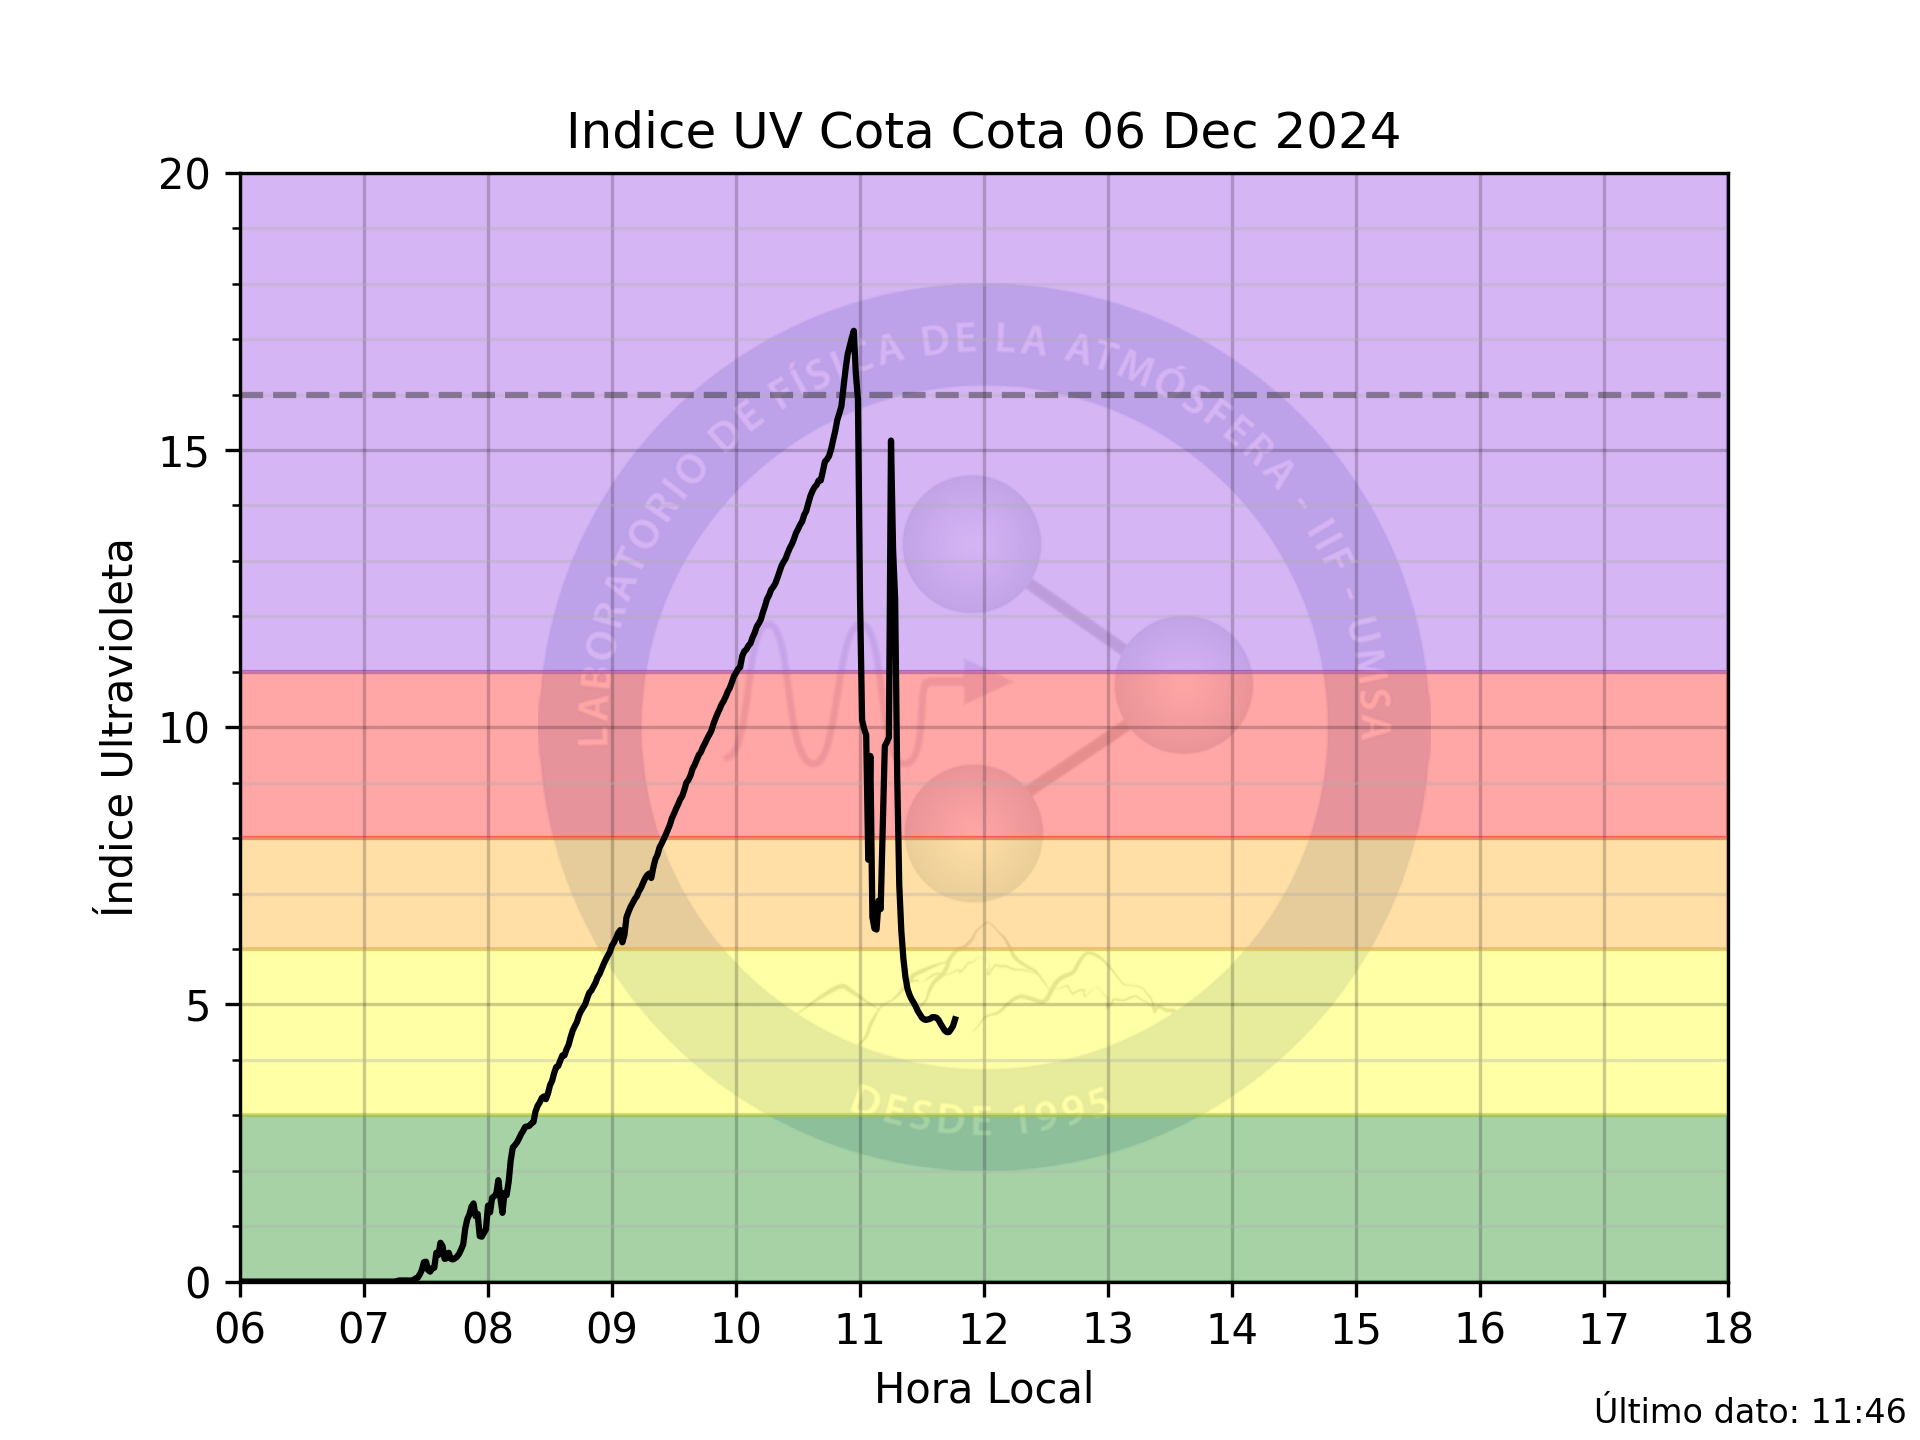 Indice UV Cota Cota 06 Dec 2024
20
15
10
5
0
Índice Ultravioleta
LABORATORIO DE FÍSICA DE LA ATMÓSFERA - IIF - UMSA
DESDE 1995
06 07 08 09 10 11 12 13 14 15 16 17 18
Hora Local
Último dato: 11:46